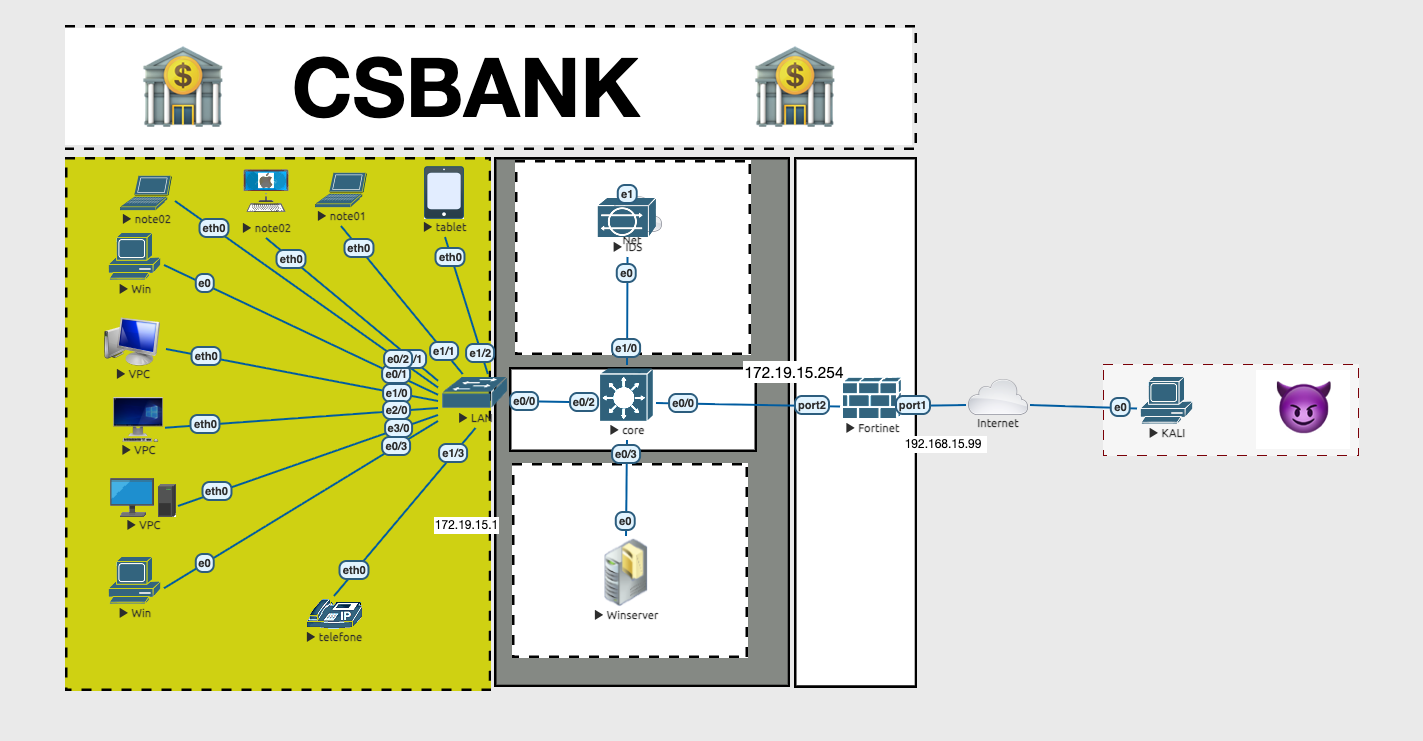 CSBANK
note02
note02
note01
tablet
eth0
eth0
eth0
eth0
Win
e0
VPC
eth0
VPC
eth0
VPC
eth0
Win
e0
telefone
eth0
e0/2
/1
e1/1
e1/2
e0/1
e1/0
e2/0
e3/0
e0/3
e1/3
LAN
172.19.15.1
e1
Net
IDS
e0
e1/0
e0/0
e0/2
core
e0/0
e0/3
e0
Winserver
172.19.15.254
port2
Fortinet
port1
192.168.15.99
Internet
e0
KALI